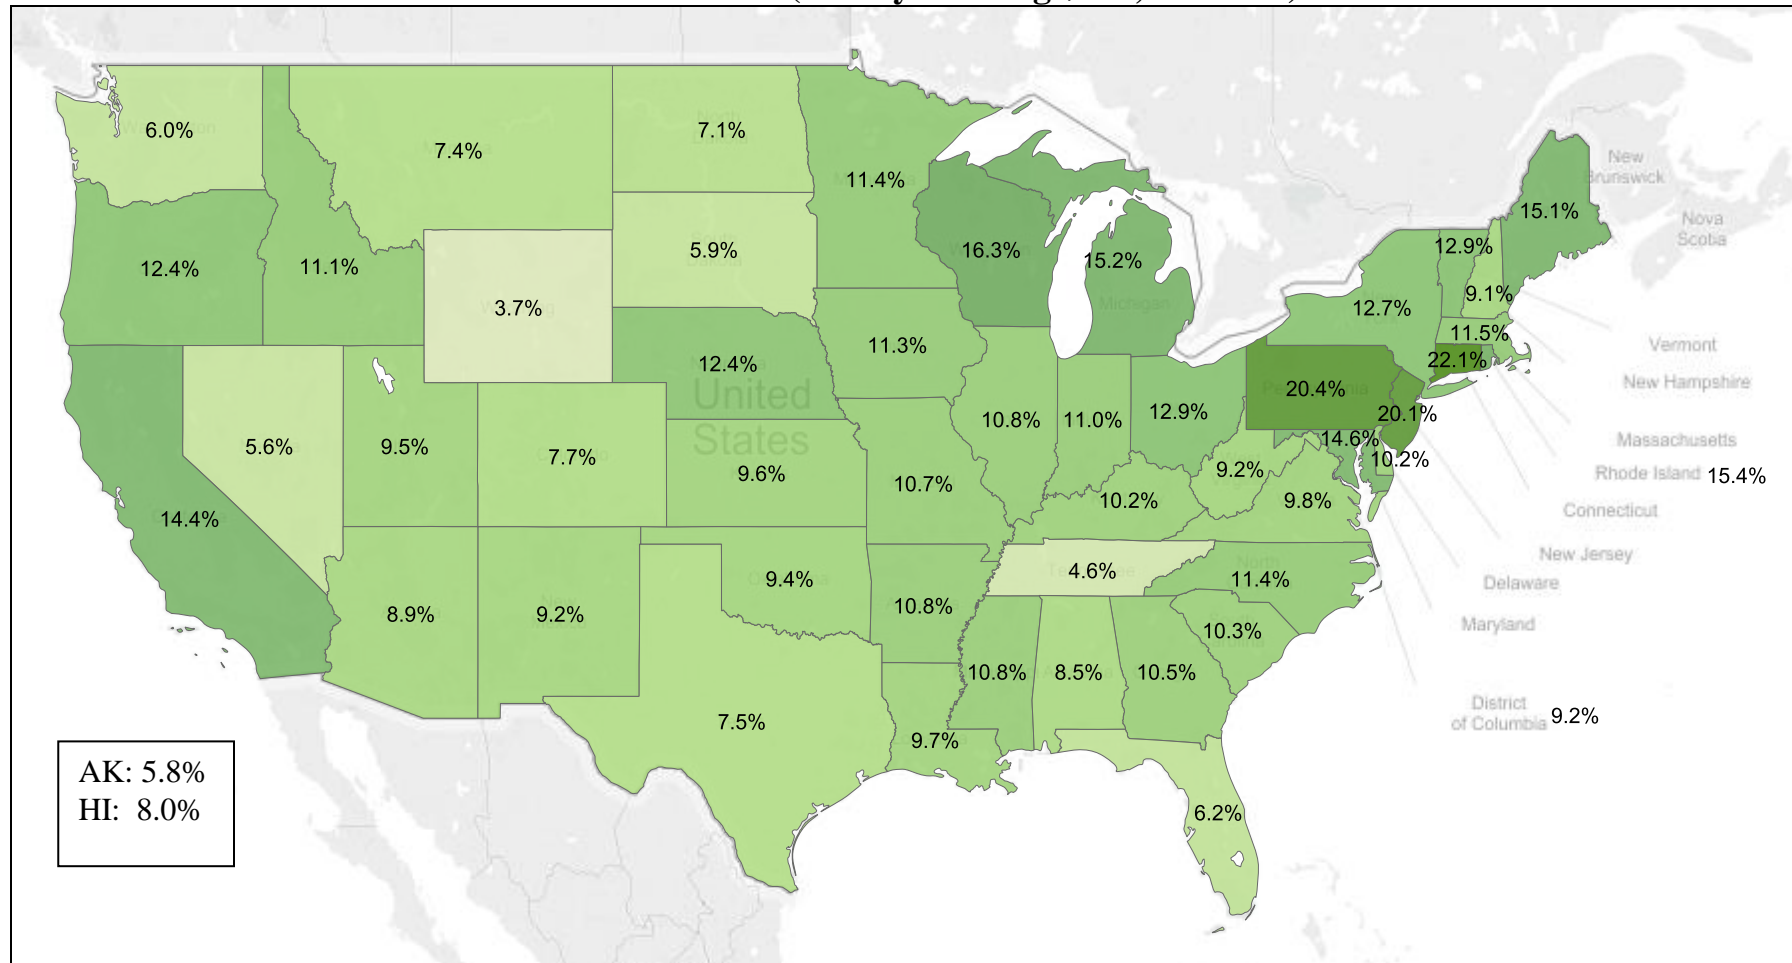 6.0%
7.4%
7.1%
11.4%
5.9%
12.4%
11.1%
3.7%
16.3%
15.2%
Michigan
15.1%
New
Brunswick
Nova
Scotia
12.9%
9.1%
12.7%
11.5%
22.1%
Vermont
New Hampshire
11.3%
12.4%
United
States
20.4%
20.1%
14.6%
10.2%
Massachusetts
Rhode Island 15.4%
Connecticut
New Jersey
Delaware
Maryland
District
of Columbia 9.2%
5.6%
9.5%
7.7%
9.6%
10.8%
11.0%
12.9%
10.7%
10.2%
9.2%
9.8%
14.4%
9.4%
4.6%
11.4%
8.9%
9.2%
10.8%
10.3%
10.8%
8.5%
10.5%
7.5%
9.7%
6.2%
AK: 5.8%
HI: 8.0%